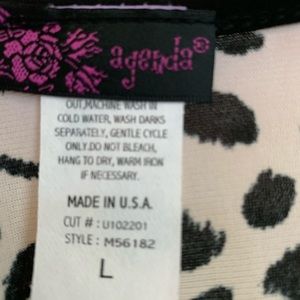 agenda®
OUT, MACHINE WASH IN
COLD WATER, WASH DARKS
SEPARATELY, GENTLE CYCLE
ONLY.DO NOT BLEACH,
HANG TO DRY, WARM IRON
IF NECESSARY.
MADE IN U.S.A.
CUT # : U102201
STYLE : M56182
L